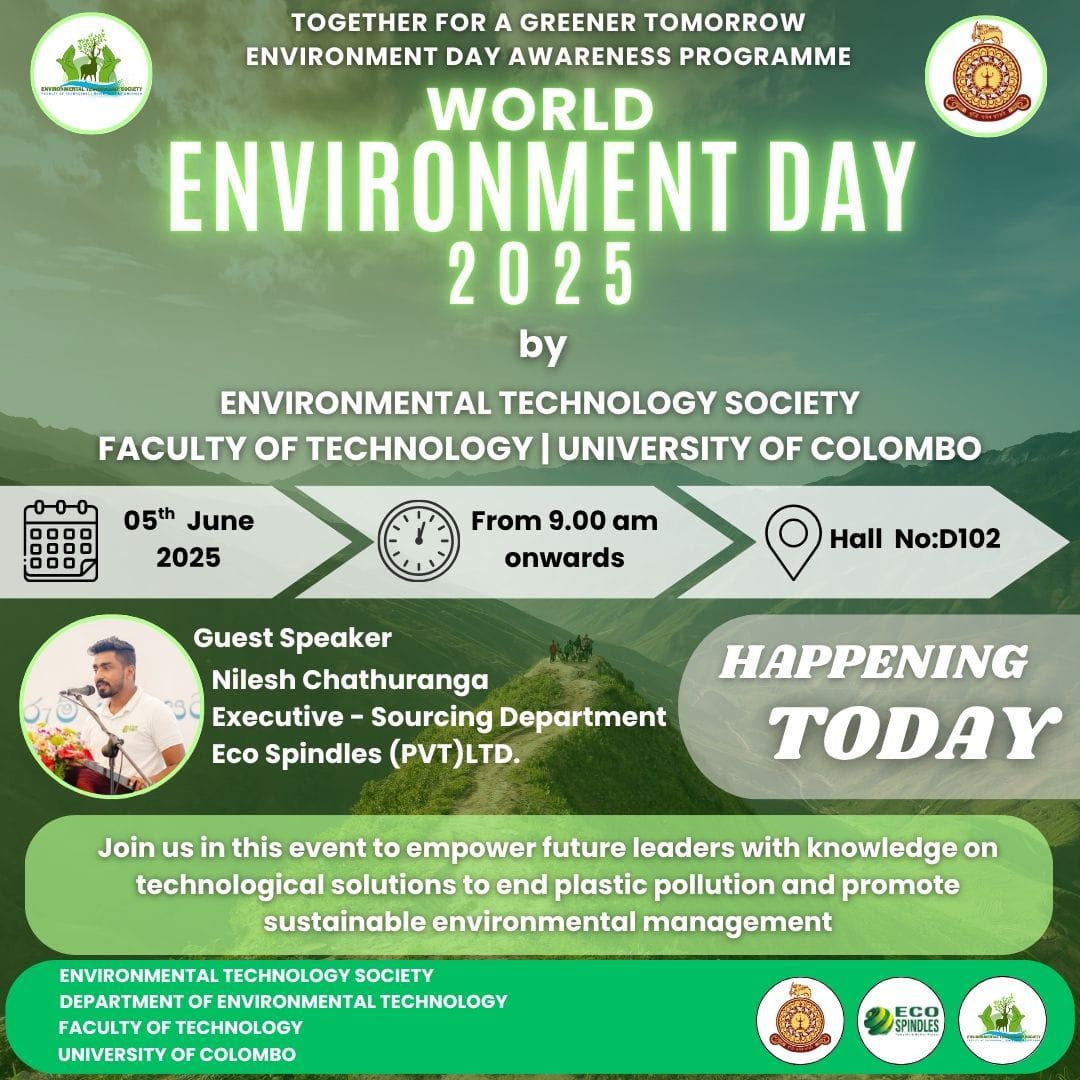 TOGETHER FOR A GREENER TOMORROW
ENVIRONMENT DAY AWARENESS PROGRAMME
WORLD
ENVIRONMENT DAY
2025
by
ENVIRONMENTAL TECHNOLOGY SOCIETY
FACULTY OF TECHNOLOGY | UNIVERSITY OF COLOMBO
05th June
2025
From 9.00 am
onwards
Hall No:D102
Guest Speaker
Nilesh Chathuranga
Executive - Sourcing Department
Eco Spindles (PVT)LTD.
HAPPENING
TODAY
Join us in this event to empower future leaders with knowledge on
technological solutions to end plastic pollution and promote
sustainable environmental management
ENVIRONMENTAL TECHNOLOGY SOCIETY
DEPARTMENT OF ENVIRONMENTAL TECHNOLOGY
FACULTY OF TECHNOLOGY
UNIVERSITY OF COLOMBO
ECO
SPINDLES
ENVIRONMENTAL TECHNOLOGY SOCIETY